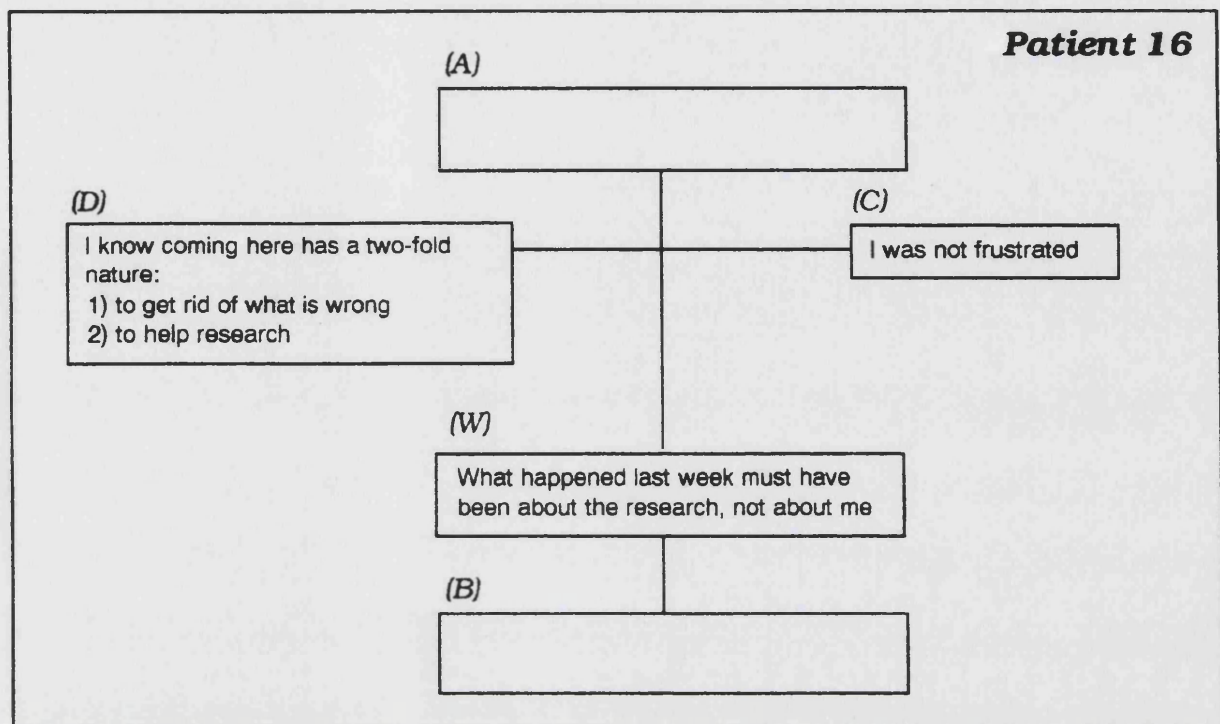 Patient 16
(A)
(D)
I know coming here has a two-fold
nature:
1) to get rid of what is wrong
2) to help research
(C)
I was not frustrated
(W)
What happened last week must have
been about the research, not about me
(B)